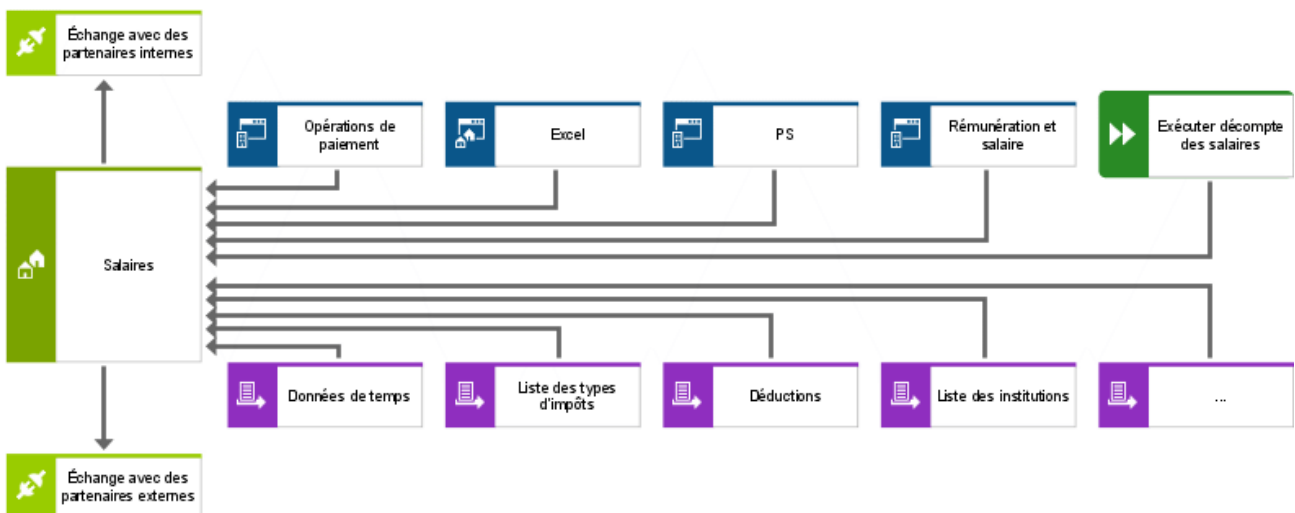 Échange avec des
partenaires internes
Opérations de
paiement
Excel
PS
Rémunération et
salaire
Exécuter décompte
des salaires
Salaires
Données de temps
Liste des types
d'impôts
Déductions
Liste des institutions
...
Échange avec des
partenaires externes